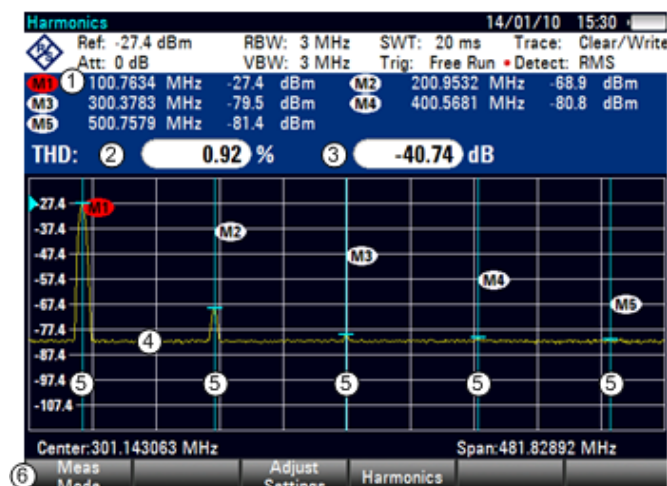 Harmonics 14/01/10 15:30
Ref: -27.4 dBm RBW: 3 MHz SWT: 20 ms Trace: Clear/Write
Att: 0 dB VBW: 3 MHz Trig: Free Run • Detect: RMS
M1 1 100.7634 MHz -27.4 dBm M2 200.9532 MHz -68.9 dBm
M3 300.3783 MHz -79.5 dBm M4 400.5681 MHz -80.8 dBm
M5 500.7579 MHz -81.4 dBm
THD: 2 0.92 % 3 -40.74 dB
-27.4 M1
-37.4 M2
-47.4 M3
-57.4 M4
-67.4 M5
-77.4 4
-87.4
-97.4 5 5 5 5 5
-107.4
Center:301.143063 MHz Span:481.82892 MHz
6 Meas Mode Adjust Settings Harmonics